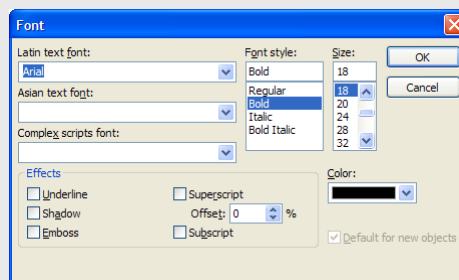 Font
Latin text font:
Arial
Asian text font:
Complex scripts font:
Font style:
Bold
Regular
Bold
Italic
Bold Italic
Size:
18
18
20
24
28
32
OK
Cancel
Effects
Underline
Shadow
Emboss
Superscript
Offset: 0 %
Subscript
Color:
Default for new objects